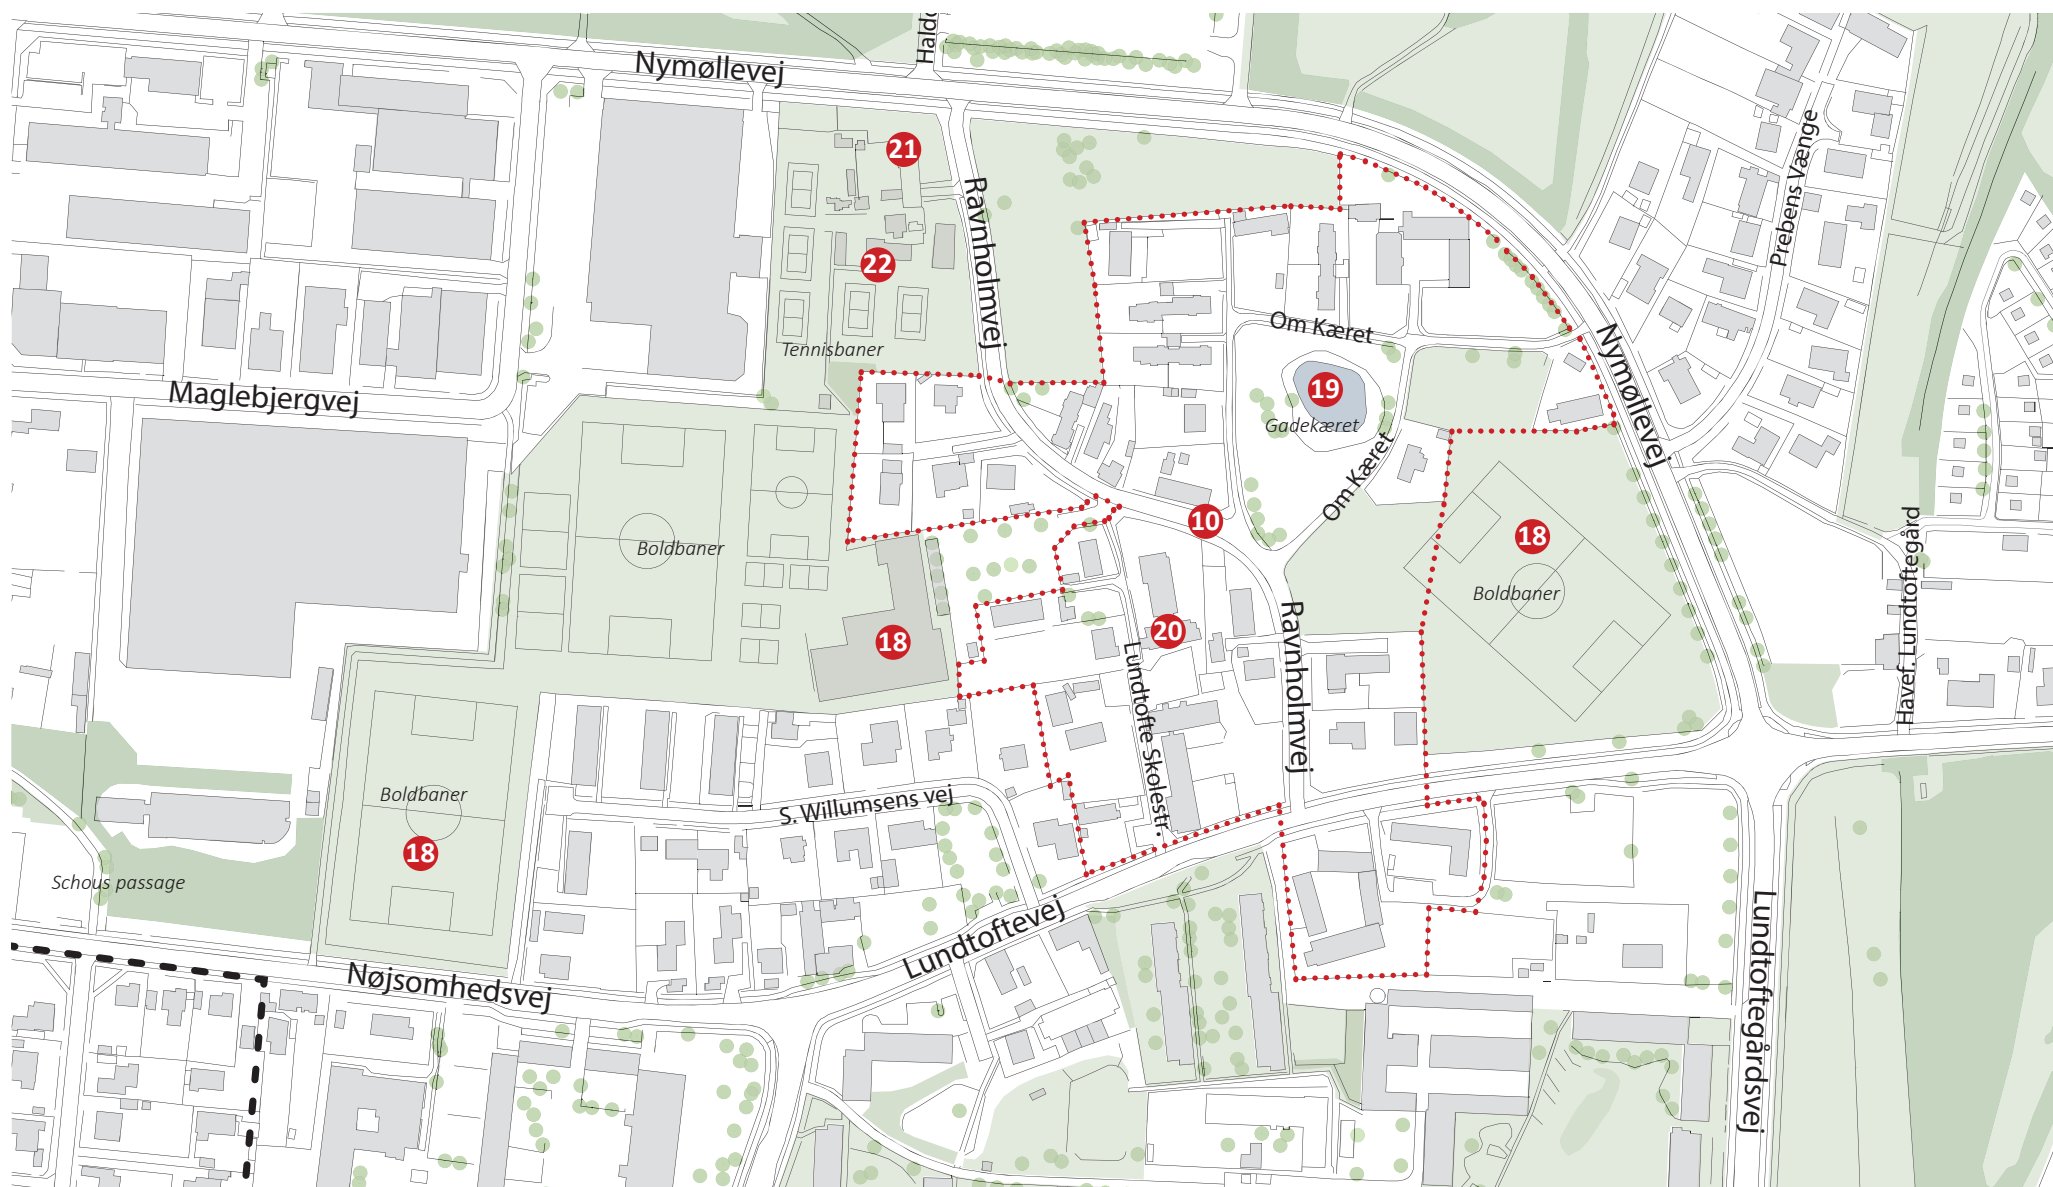 Haldo
Nymøllevej
21
Ravnholmvej
Prebens Vænge
22
Om Kæret
Nymøllevej
Tennisbaner
Maglebjergvej
19
Gadekæret
Om Kæret
10
18
Boldbaner
Boldbaner
Havef. Lundtoftegård
18
20
Lundtofte Skolestr.
Ravnholmvej
Boldbaner
S. Willumsens vej
18
Schous passage
Lundtoftevej
Nøjsomhedsvej
Lundtoftegårdsvej